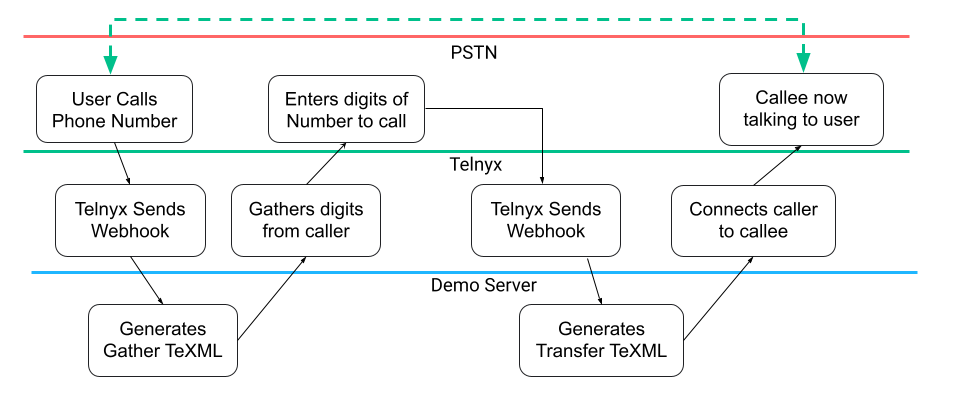 PSTN
User Calls
Phone Number
Enters digits of
Number to call
Callee now
talking to user
Telnyx
Telnyx Sends
Webhook
Gathers digits
from caller
Telnyx Sends
Webhook
Connects caller
to callee
Demo Server
Generates
Gather TeXML
Generates
Transfer TeXML